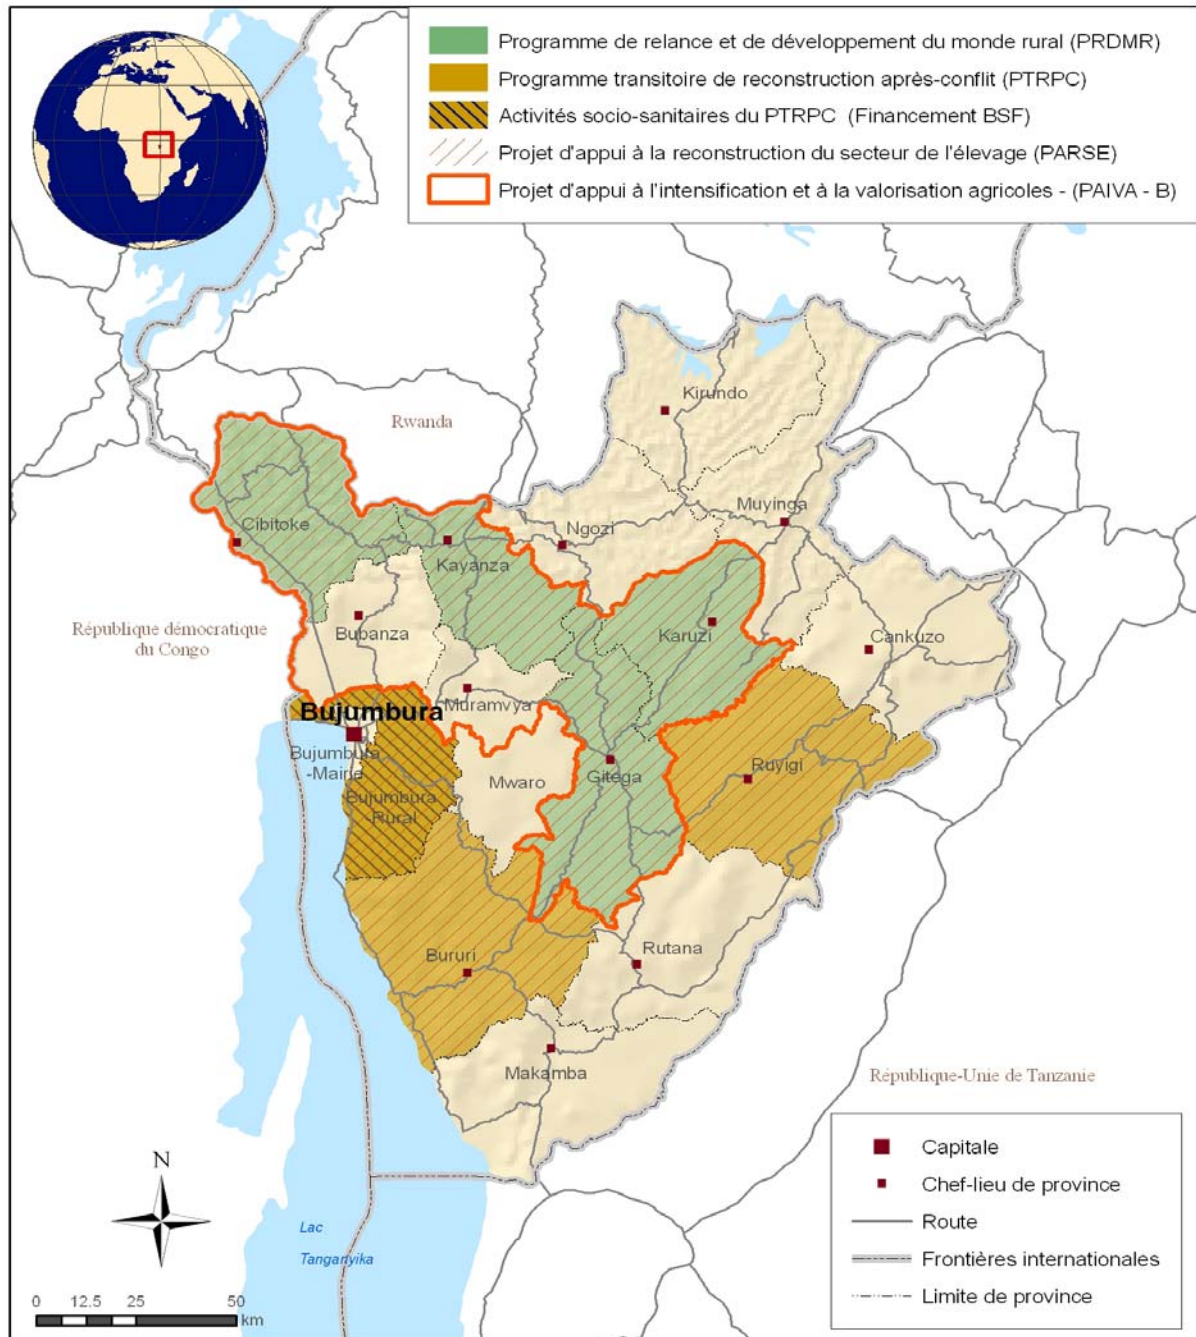 Programme de relance et de développement du monde rural (PRDMR)
Programme transitoire de reconstruction après-conflit (PTRPC)
Activités socio-sanitaires du PTRPC (Financement BSF)
Projet d'appui à la reconstruction du secteur de l'élevage (PARSE)
Projet d'appui à l'intensification et à la valorisation agricoles - (PAIVA - B)
Kirundo
Rwanda
Muyinga
Ngozi
Cibitoke
Kayanza
République démocratique
du Congo
Bubanza
Karuzi
Cankuzo
Muramvya
Bujumbura
Bujumbura
-Mairie
Mwaro
Gitega
Ruyigi
Bujumbura
-Rural
Bururi
Rutana
Makamba
République-Unie de Tanzanie
Capitale
Chef-lieu de province
Route
Frontières internationales
Limite de province
N
Lac
Tanganyika
0 12.5 25 50
km